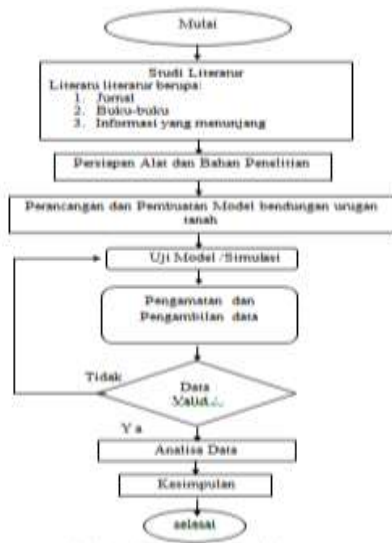 Mulai
Studi Literatur
Literatu literatur berupa:
1. Jurnal
2. Buku-buku
3. Informasi yang menunjang
Persiapan Alat dan Bahan Penelitian
Perancangan dan Pembuatan Model bendungan urugan
tanah
Uji Model /Simulasi
Pengamatan dan
Pengambilan data
Tidak
Data
Valid
Y a
Analisa Data
Kesimpulan
selesai